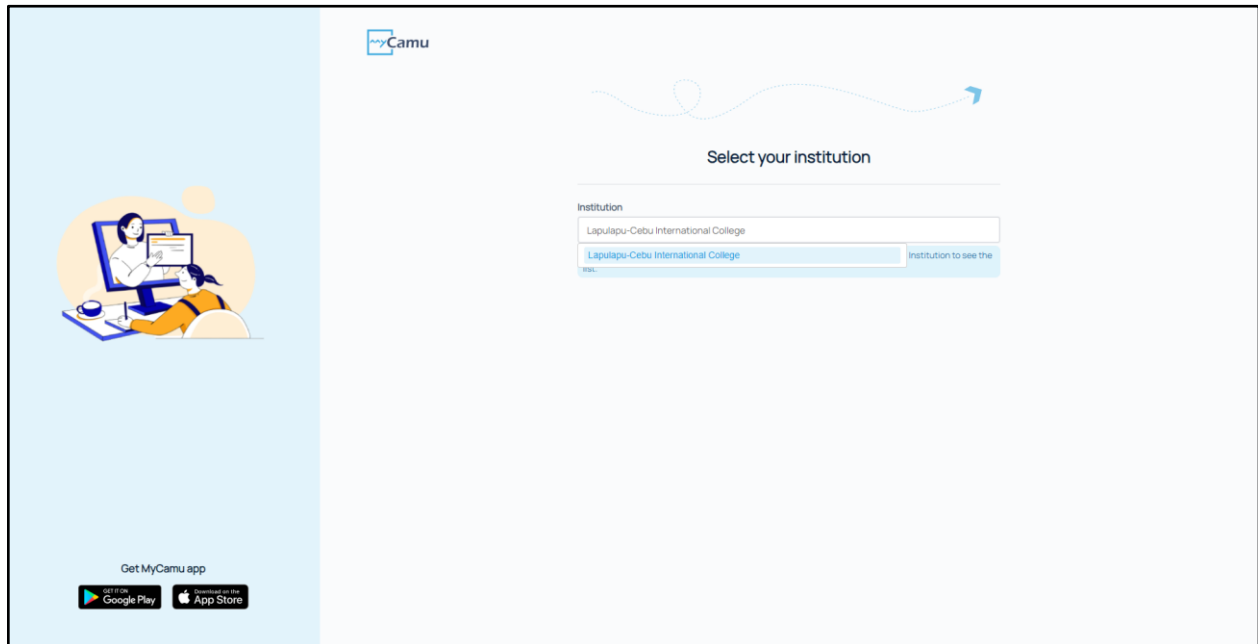 myCamu
Select your institution
Institution
Lapulapu-Cebu International College
Lapulapu-Cebu International College
Institution to see the
list.
Get MyCamu app
GET IT ON
Google Play
Download on the
App Store